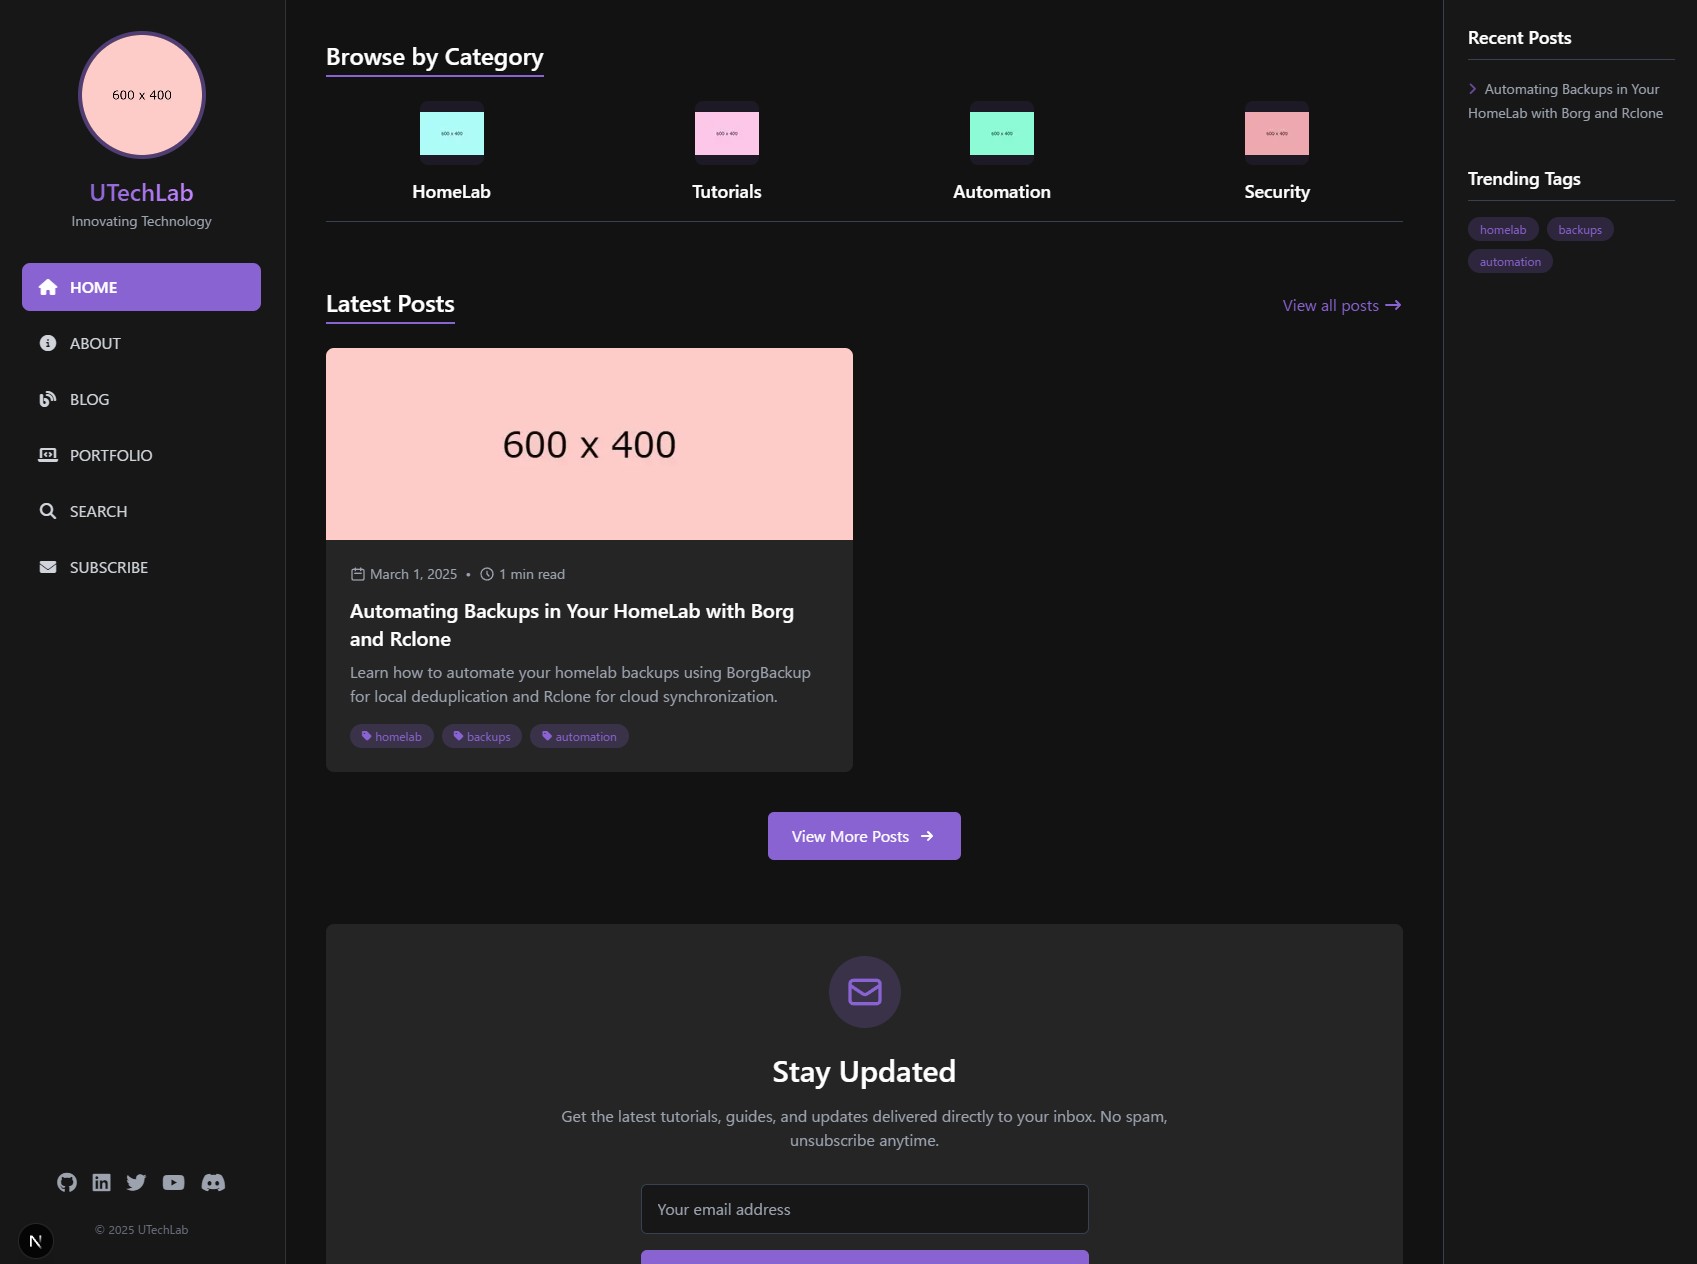 600 x 400
UTechLab
Innovating Technology
HOME
ABOUT
BLOG
PORTFOLIO
SEARCH
SUBSCRIBE
© 2025 UTechLab
N
Browse by Category
600 x 400
600 x 400
600 x 400
600 x 400
HomeLab
Tutorials
Automation
Security
Latest Posts
View all posts
600 x 400
March 1, 2025 • 1 min read
Automating Backups in Your HomeLab with Borg
and Rclone
Learn how to automate your homelab backups using BorgBackup
for local deduplication and Rclone for cloud synchronization.
homelab
backups
automation
View More Posts
Stay Updated
Get the latest tutorials, guides, and updates delivered directly to your inbox. No spam,
unsubscribe anytime.
Your email address
Recent Posts
Automating Backups in Your
HomeLab with Borg and Rclone
Trending Tags
homelab
backups
automation